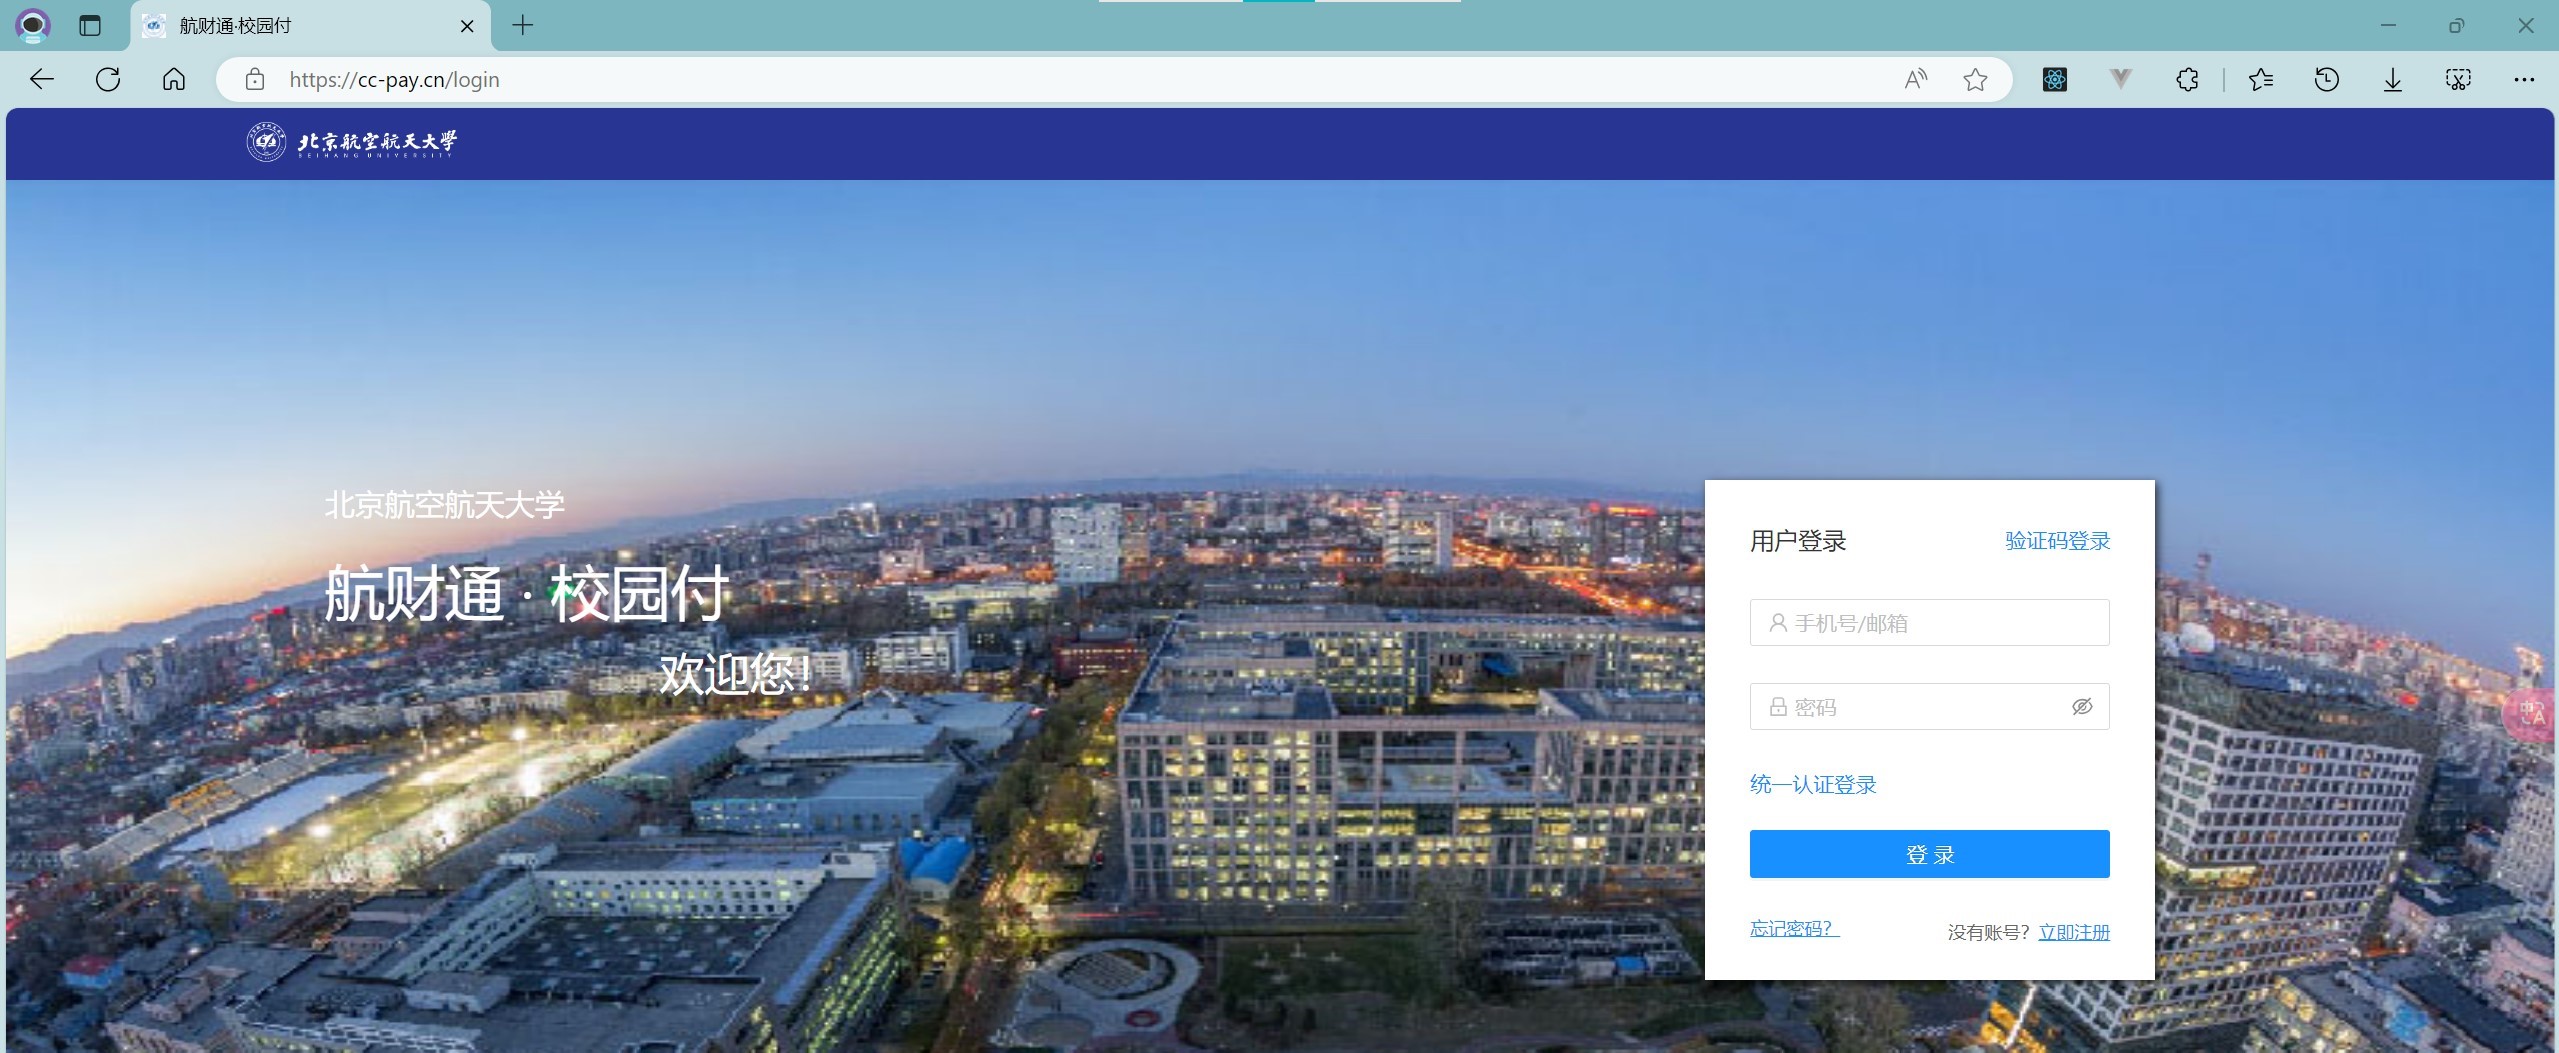 航财通·校园付
https://cc-pay.cn/login
北京航空航天大学
BEIHANG UNIVERSITY
北京航空航天大学
航财通 · 校园付
欢迎您！
用户登录
验证码登录
手机号/邮箱
密码
统一认证登录
登 录
忘记密码？
没有账号？立即注册